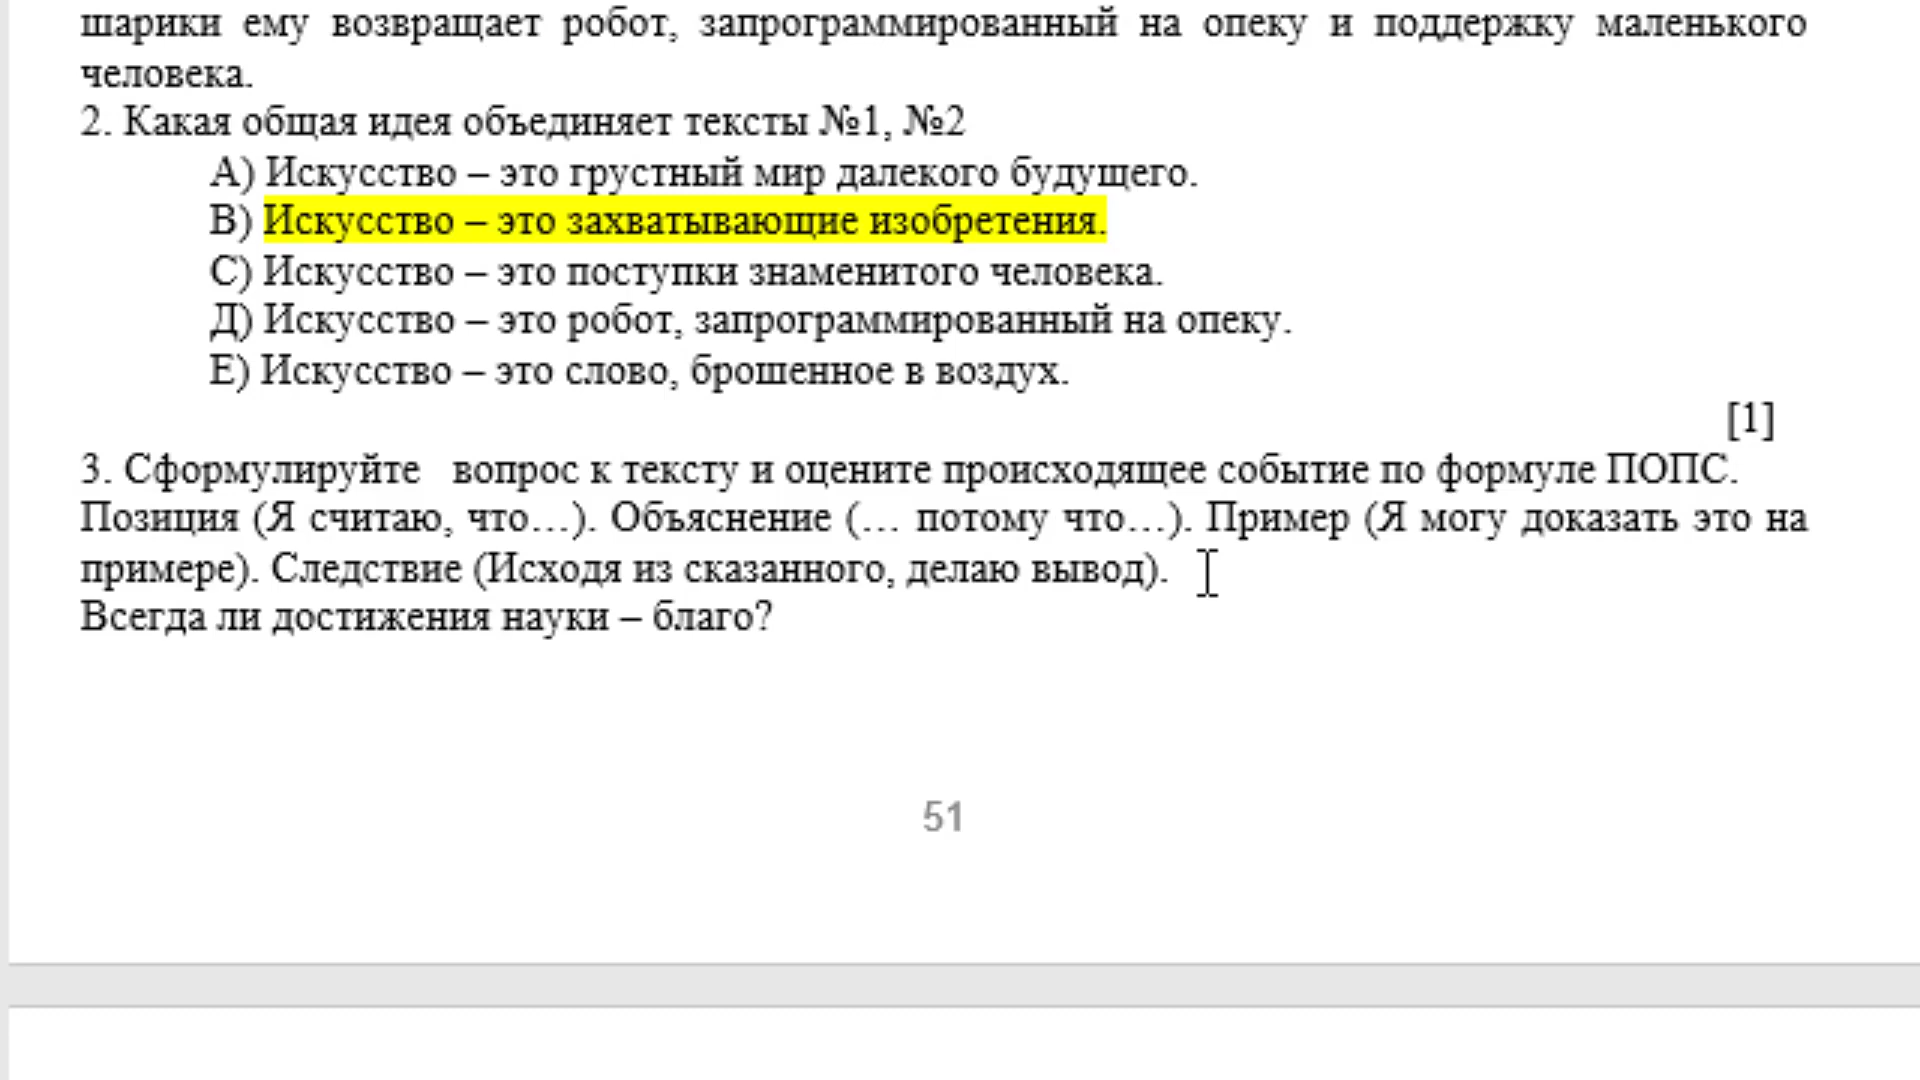 шарики ему возвращает робот, запрограммированный на опеку и поддержку маленького
человека.
2. Какая общая идея объединяет тексты №1, №2
А) Искусство – это грустный мир далекого будущего.
В) Искусство – это захватывающие изобретения.
С) Искусство – это поступки знаменитого человека.
Д) Искусство – это робот, запрограммированный на опеку.
Е) Искусство – это слово, брошенное в воздух.
[1]
3. Сформулируйте вопрос к тексту и оцените происходящее событие по формуле ПОПС.
Позиция (Я считаю, что…). Объяснение (… потому что…). Пример (Я могу доказать это на
примере). Следствие (Исходя из сказанного, делаю вывод).
Всегда ли достижения науки – благо?
51